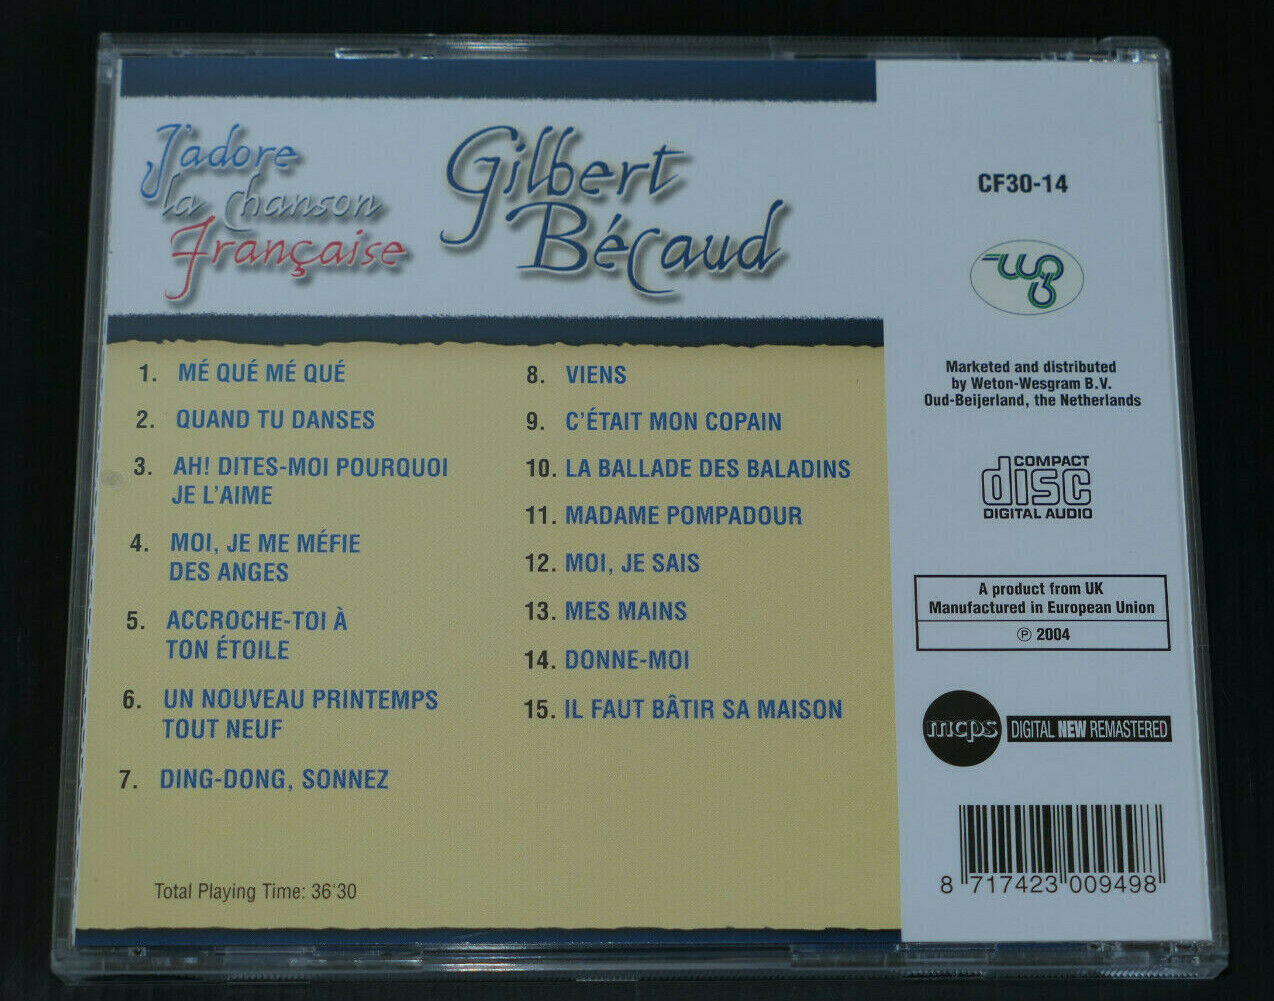 J'adore
la chanson
Française
Gilbert
Bécaud
1. MÉ QUÉ MÉ QUÉ
2. QUAND TU DANSES
3. AH! DITES-MOI POURQUOI
JE L'AIME
4. MOI, JE ME MÉFIE
DES ANGES
5. ACCROCHE-TOI À
TON ÉTOILE
6. UN NOUVEAU PRINTEMPS
TOUT NEUF
7. DING-DONG, SONNEZ
8. VIENS
9. C'ÉTAIT MON COPAIN
10. LA BALLADE DES BALADINS
11. MADAME POMPADOUR
12. MOI, JE SAIS
13. MES MAINS
14. DONNE-MOI
15. IL FAUT BÂTIR SA MAISON
Total Playing Time: 36'30
CF30-14
Marketed and distributed
by Weton-Wesgram B.V.
Oud-Beijerland, the Netherlands
COMPACT
disc
DIGITAL AUDIO
A product from UK
Manufactured in European Union
℗ 2004
mcps DIGITAL NEW REMASTERED
8 717423 009498